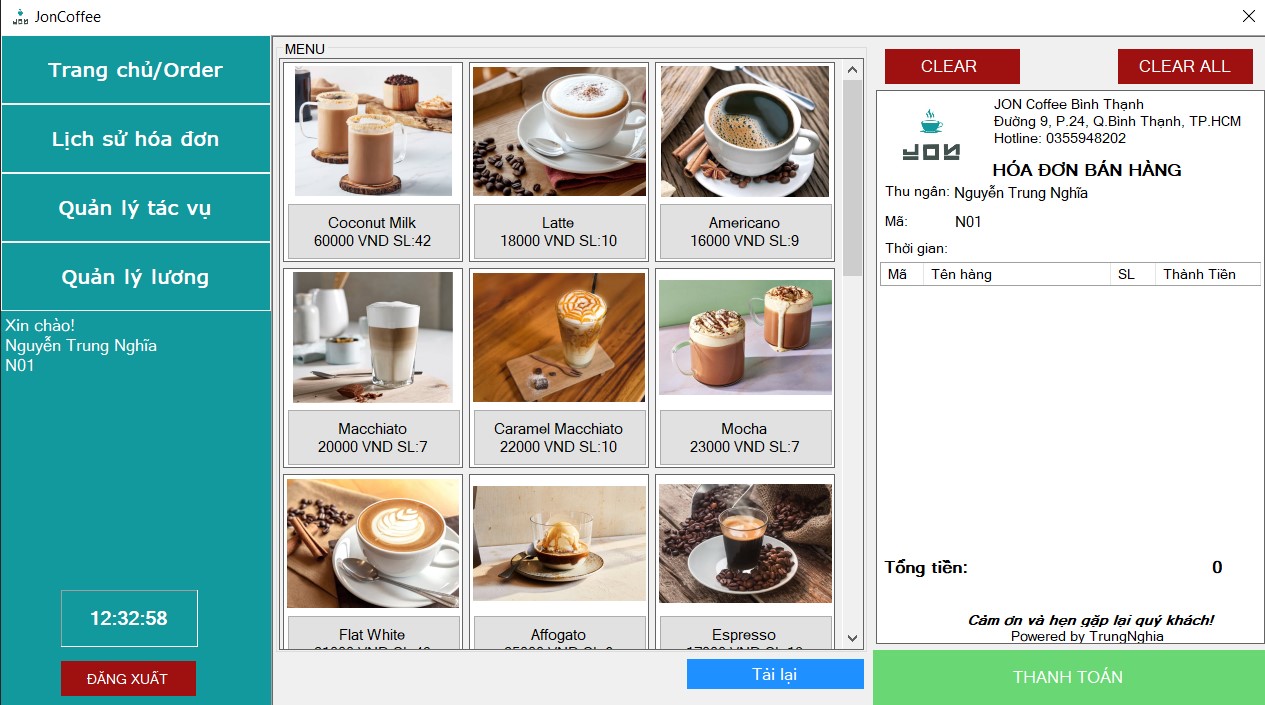 JonCoffee
Trang chủ/Order
Lịch sử hóa đơn
Quản lý tác vụ
Quản lý lương
Xin chào!
Nguyễn Trung Nghĩa
N01
12:32:58
ĐĂNG XUẤT
MENU
Coconut Milk
60000 VND SL:42
Latte
18000 VND SL:10
Americano
16000 VND SL:9
Macchiato
20000 VND SL:7
Caramel Macchiato
22000 VND SL:10
Mocha
23000 VND SL:7
Flat White
Affogato
Espresso
Tải lại
CLEAR
CLEAR ALL
JON
JON Coffee Bình Thạnh
Đường 9, P.24, Q.Bình Thạnh, TP.HCM
Hotline: 0355948202
HÓA ĐƠN BÁN HÀNG
Thu ngân: Nguyễn Trung Nghĩa
Mã: N01
Thời gian:
Mã Tên hàng SL Thành Tiền
Tổng tiền: 0
Cảm ơn và hẹn gặp lại quý khách!
Powered by TrungNghia
THANH TOÁN